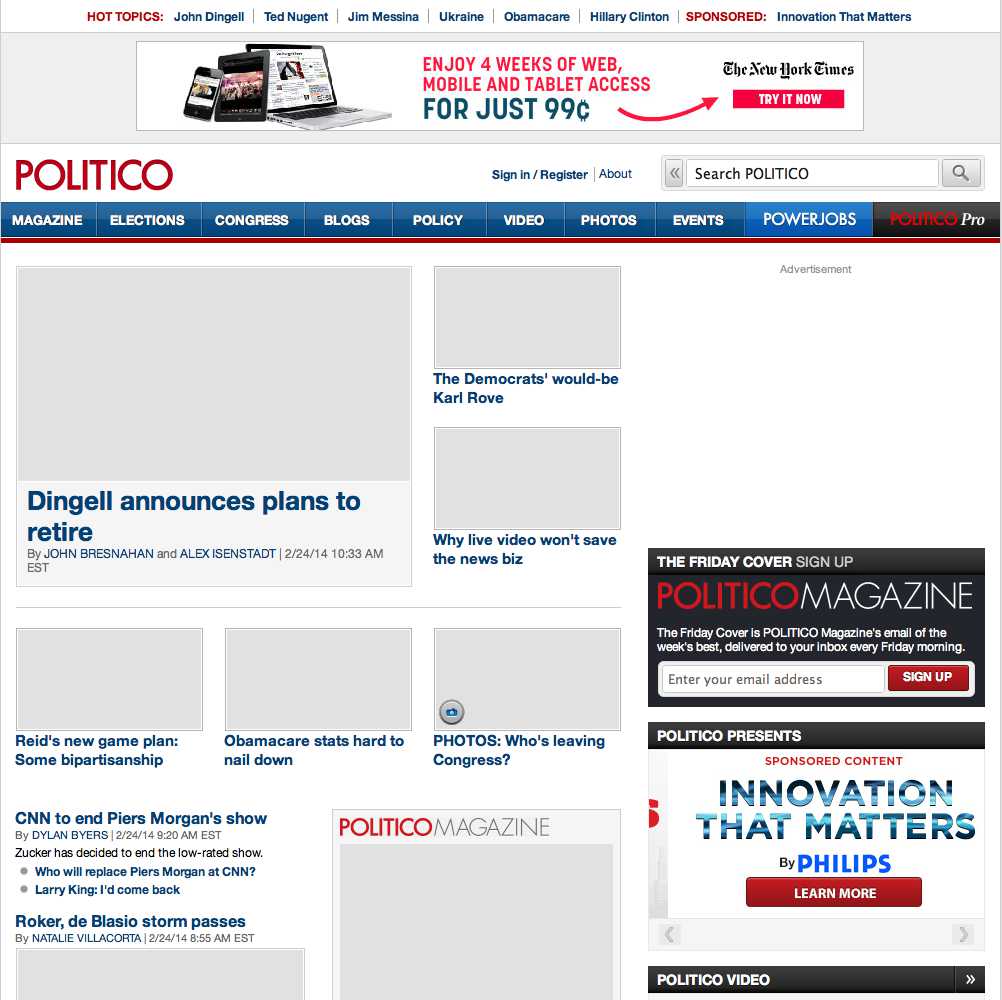 HOT TOPICS: John Dingell Ted Nugent Jim Messina Ukraine Obamacare Hillary Clinton SPONSORED: Innovation That Matters
ENJOY 4 WEEKS OF WEB,
MOBILE AND TABLET ACCESS
FOR JUST 99¢
The New York Times
TRY IT NOW
POLITICO
Sign in / Register About
« Search POLITICO
MAGAZINE ELECTIONS CONGRESS BLOGS POLICY VIDEO PHOTOS EVENTS POWERJOBS POLITICO Pro
Dingell announces plans to
retire
By JOHN BRESNAHAN and ALEX ISENSTADT | 2/24/14 10:33 AM
EST
The Democrats' would-be
Karl Rove
Why live video won't save
the news biz
Advertisement
THE FRIDAY COVER SIGN UP
POLITICOMAGAZINE
The Friday Cover is POLITICO Magazine's email of the
week's best, delivered to your inbox every Friday morning.
Enter your email address SIGN UP
Reid's new game plan:
Some bipartisanship
Obamacare stats hard to
nail down
PHOTOS: Who's leaving
Congress?
POLITICO PRESENTS
SPONSORED CONTENT
INNOVATION
THAT MATTERS
By PHILIPS
LEARN MORE
CNN to end Piers Morgan's show
By DYLAN BYERS | 2/24/14 9:20 AM EST
Zucker has decided to end the low-rated show.
Who will replace Piers Morgan at CNN?
Larry King: I'd come back
Roker, de Blasio storm passes
By NATALIE VILLACORTA | 2/24/14 8:55 AM EST
POLITICOMAGAZINE
POLITICO VIDEO »